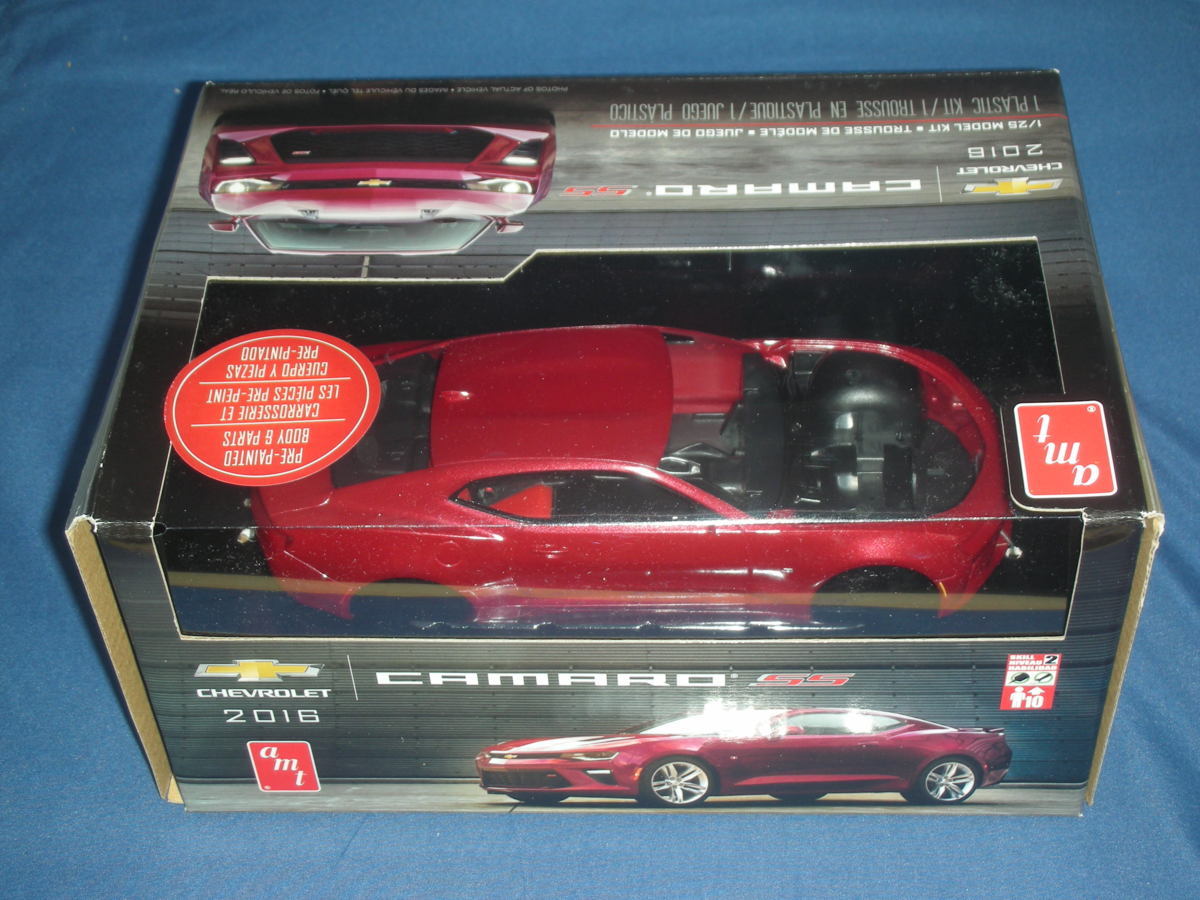 PHOTOS OF ACTUAL VEHICLE • IMAGES DU VÉHICULE TEL QUEL • FOTOS DE VEHÍCULO REAL
CHEVROLET
2016
CAMARO SS
1/25 MODEL KIT ▪ TROUSSE DE MODÈLE ▪ JUEGO DE MODELO
1 PLASTIC KIT / 1 TROUSSE EN PLASTIQUE / 1 JUEGO PLASTICO
PRE-PAINTED
BODY & PARTS
CARROSSERIE ET
LES PIÈCES PRÉ-PEINT
CUERPO Y PIEZAS
PRE-PINTADO
amt®
CHEVROLET
2016
CAMARO® SS
amt
SKILL 2
NIVEAU
HABILIDAD
10